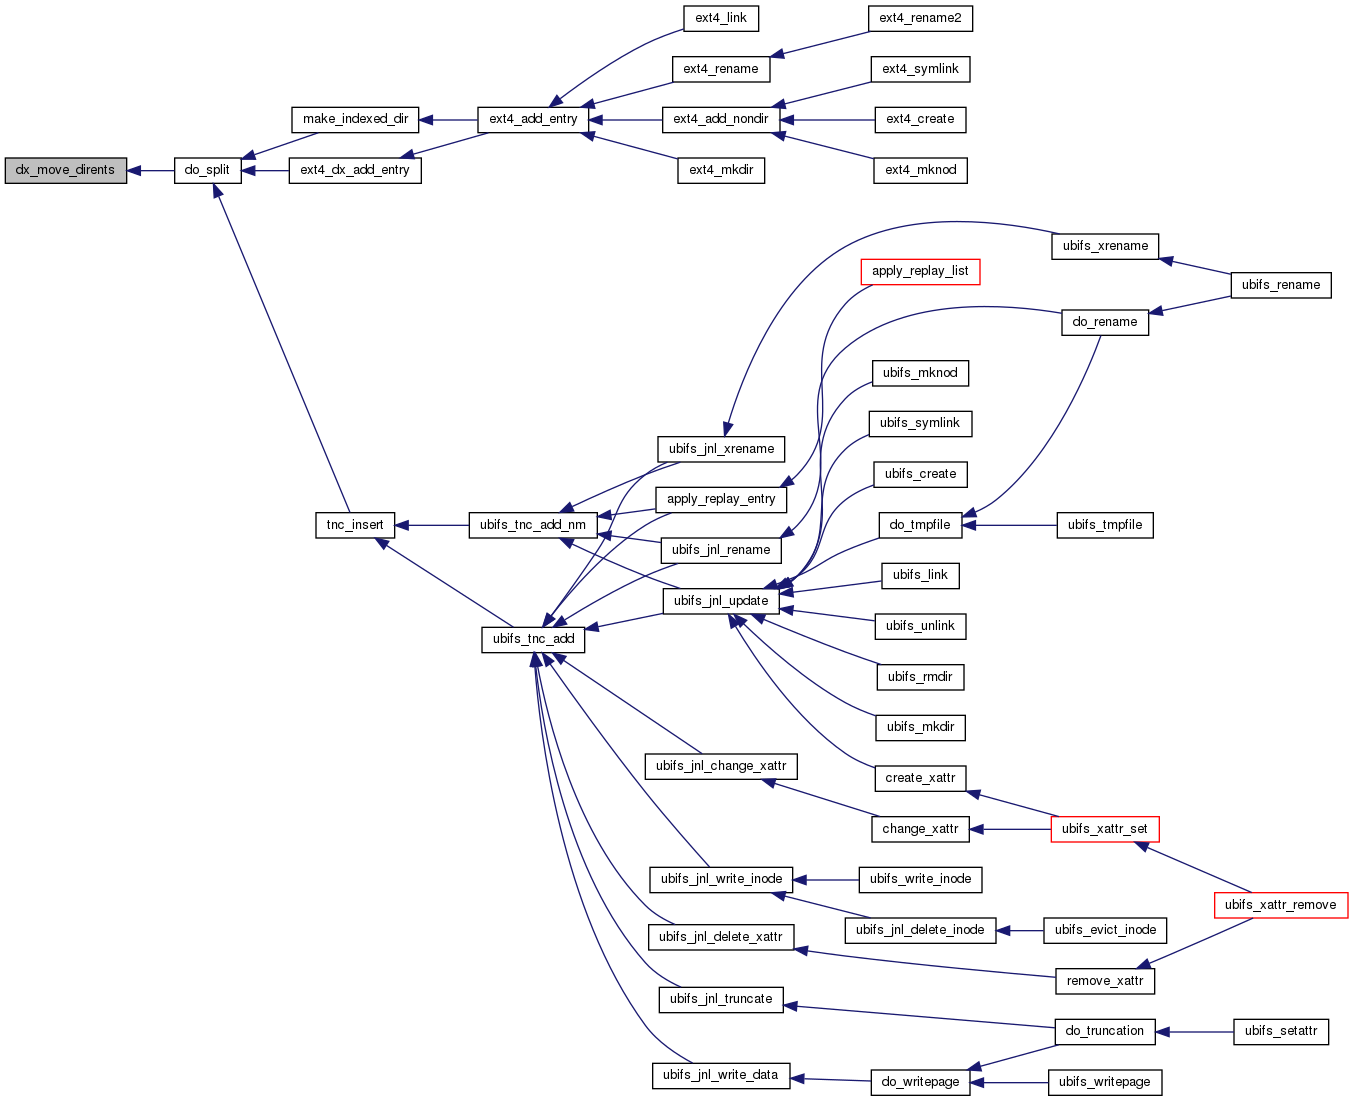 ext4_link
ext4_rename2
ext4_rename
ext4_symlink
make_indexed_dir
ext4_add_entry
ext4_add_nondir
ext4_create
dx_move_dirents
do_split
ext4_dx_add_entry
ext4_mkdir
ext4_mknod
ubifs_xrename
apply_replay_list
ubifs_rename
do_rename
ubifs_mknod
ubifs_symlink
ubifs_jnl_xrename
ubifs_create
apply_replay_entry
tnc_insert
ubifs_tnc_add_nm
do_tmpfile
ubifs_tmpfile
ubifs_jnl_rename
ubifs_link
ubifs_jnl_update
ubifs_unlink
ubifs_tnc_add
ubifs_rmdir
ubifs_mkdir
ubifs_jnl_change_xattr
create_xattr
change_xattr
ubifs_xattr_set
ubifs_jnl_write_inode
ubifs_write_inode
ubifs_xattr_remove
ubifs_jnl_delete_xattr
ubifs_jnl_delete_inode
ubifs_evict_inode
remove_xattr
ubifs_jnl_truncate
do_truncation
ubifs_setattr
ubifs_jnl_write_data
do_writepage
ubifs_writepage